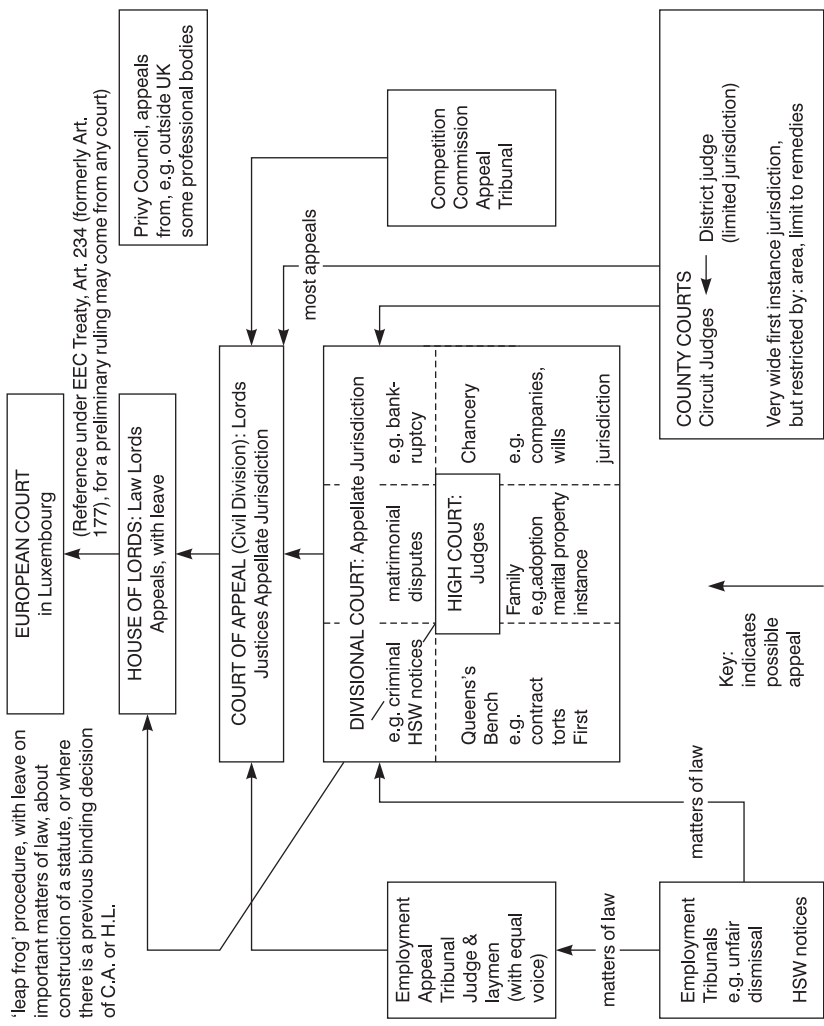 'leap frog' procedure, with leave on
important matters of law, about
construction of a statute, or where
there is a previous binding decision
of C.A. or H.L.
EUROPEAN COURT
in Luxembourg
(Reference under EEC Treaty, Art. 234 (formerly Art.
177), for a preliminary ruling may come from any court)
HOUSE OF LORDS: Law Lords
Appeals, with leave
Privy Council, appeals
from, e.g. outside UK
some professional bodies
COURT OF APPEAL (Civil Division): Lords
Justices Appellate Jurisdiction
most appeals
DIVISIONAL COURT: Appellate Jurisdiction
e.g. criminal
HSW notices
matrimonial
disputes
e.g. bank-
ruptcy
HIGH COURT:
Judges
Queens's
Bench
e.g.
contract
torts
First
Family
e.g.adoption
marital property
instance
Chancery
e.g.
companies,
wills
jurisdiction
Employment
Appeal
Tribunal
Judge &
laymen
(with equal
voice)
Competition
Commission
Appeal
Tribunal
matters of law
matters of law
Employment
Tribunals
e.g. unfair
dismissal
HSW notices
Key:
indicates
possible
appeal
COUNTY COURTS
Circuit Judges
District judge
(limited jurisdiction)
Very wide first instance jurisdiction,
but restricted by: area, limit to remedies